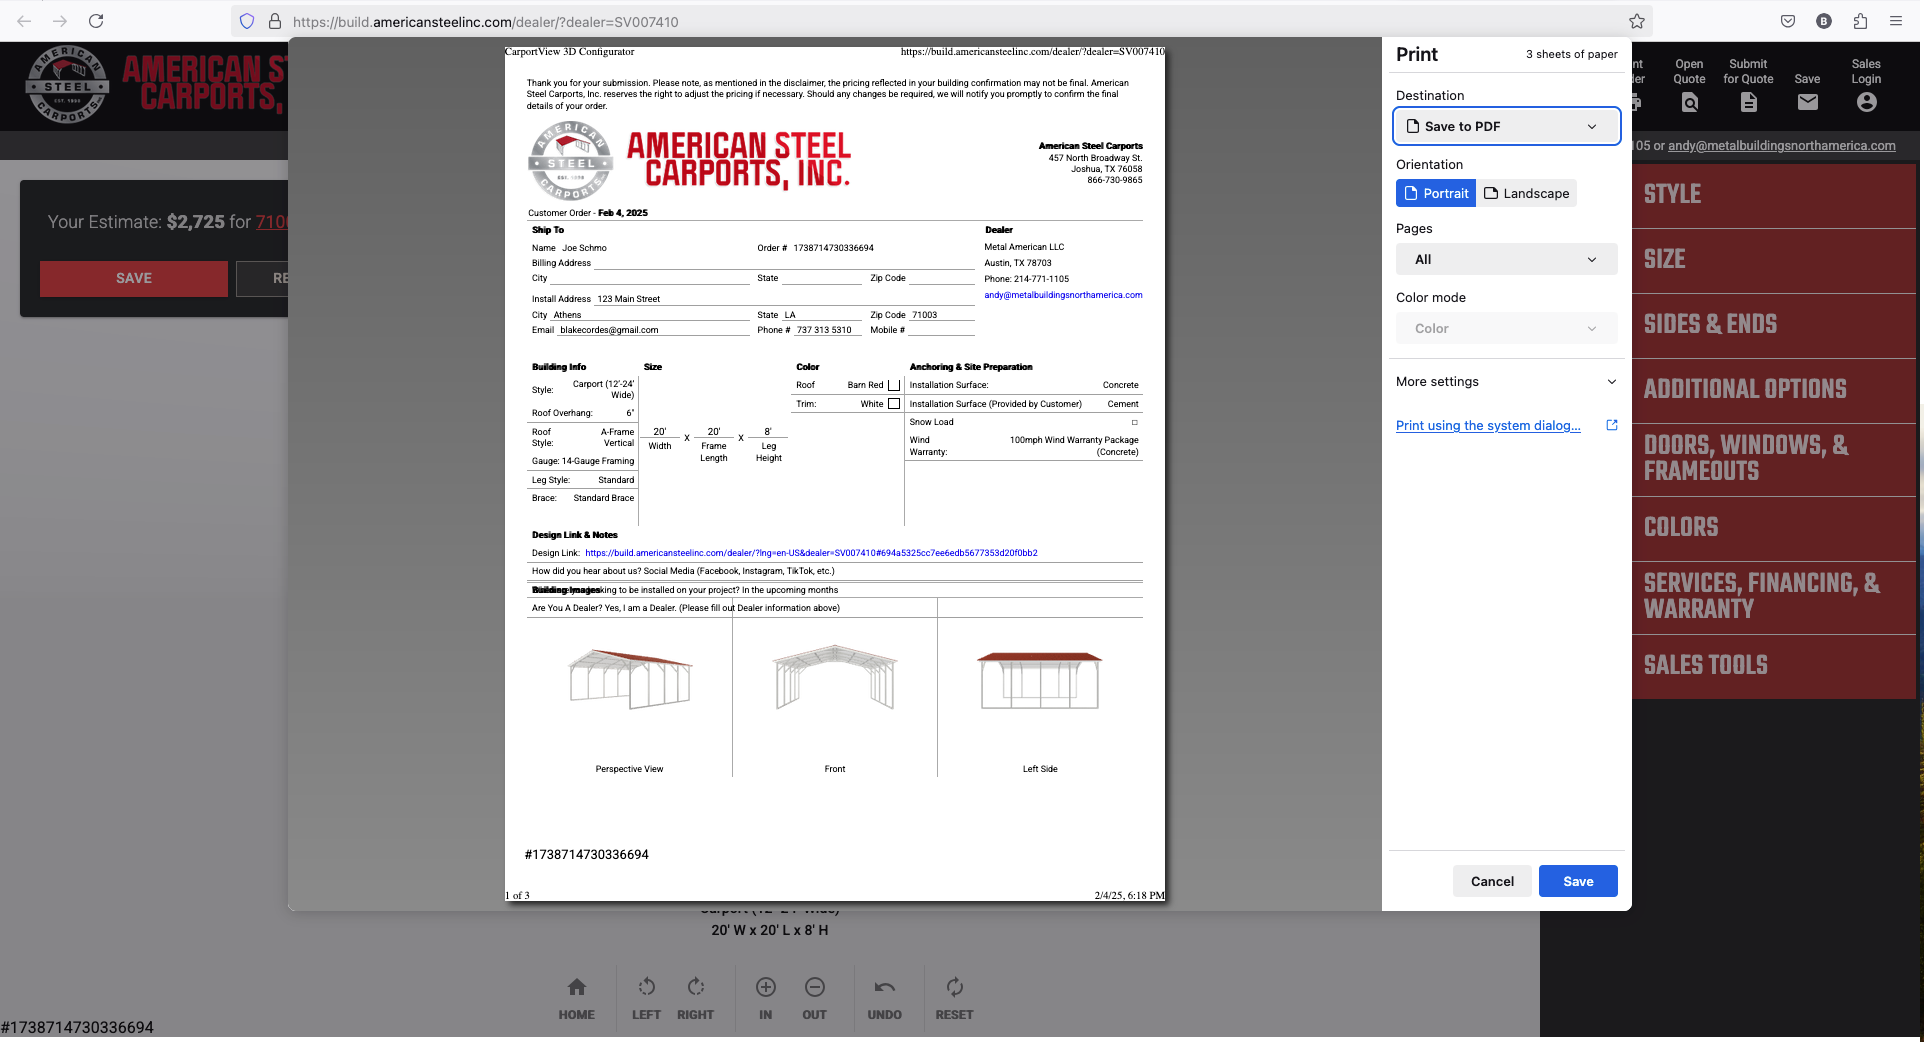 https://build.americansteelinc.com/dealer/?dealer=SV007410
B
AMERICAN STEEL CARPORTS
EST. 1998
AMERICAN S
CARPORTS,
Open Quote
Submit for Quote
Save
Sales Login
105 or andy@metalbuildingsnorthamerica.com
Your Estimate: $2,725 for 7100
SAVE
RE
CarportView 3D Configurator
https://build.americansteelinc.com/dealer/?dealer=SV007410
Thank you for your submission. Please note, as mentioned in the disclaimer, the pricing reflected in your building confirmation may not be final. American
Steel Carports, Inc. reserves the right to adjust the pricing if necessary. Should any changes be required, we will notify you promptly to confirm the final
details of your order.
AMERICAN STEEL CARPORTS
EST. 1998
AMERICAN STEEL
CARPORTS, INC.
American Steel Carports
457 North Broadway St.
Joshua, TX 76058
866-730-9865
Customer Order - Feb 4, 2025
Ship To
Name Joe Schmo
Order # 1738714730336694
Billing Address
City State Zip Code
Install Address 123 Main Street
City Athens State LA Zip Code 71003
Email blakecordes@gmail.com Phone # 737 313 5310 Mobile #
Dealer
Metal American LLC
Austin, TX 78703
Phone: 214-771-1105
andy@metalbuildingsnorthamerica.com
Building Info
Style: Carport (12'-24' Wide)
Roof Overhang: 6"
Roof Style: A-Frame Vertical
Gauge: 14-Gauge Framing
Leg Style: Standard
Brace: Standard Brace
Size
20' x 20' x 8'
Width Frame Length Leg Height
Color
Roof Barn Red
Trim: White
Anchoring & Site Preparation
Installation Surface: Concrete
Installation Surface (Provided by Customer) Cement
Snow Load
Wind Warranty: 100mph Wind Warranty Package (Concrete)
Design Link & Notes
Design Link: https://build.americansteelinc.com/dealer/?lng=en-US&dealer=SV007410#694a5325cc7ee6edb5677353d20f0bb2
How did you hear about us? Social Media (Facebook, Instagram, TikTok, etc.)
Building Images
king to be installed on your project? In the upcoming months
Are You A Dealer? Yes, I am a Dealer. (Please fill out Dealer information above)
Perspective View
Front
Left Side
#1738714730336694
1 of 3
2/4/25, 6:18 PM
Print
3 sheets of paper
Destination
Save to PDF
Orientation
Portrait
Landscape
Pages
All
Color mode
Color
More settings
Print using the system dialog...
Cancel
Save
STYLE
SIZE
SIDES & ENDS
ADDITIONAL OPTIONS
DOORS, WINDOWS, &
FRAMEOUTS
COLORS
SERVICES, FINANCING, &
WARRANTY
SALES TOOLS
20' W x 20' L x 8' H
HOME
LEFT
RIGHT
IN
OUT
UNDO
RESET
#1738714730336694